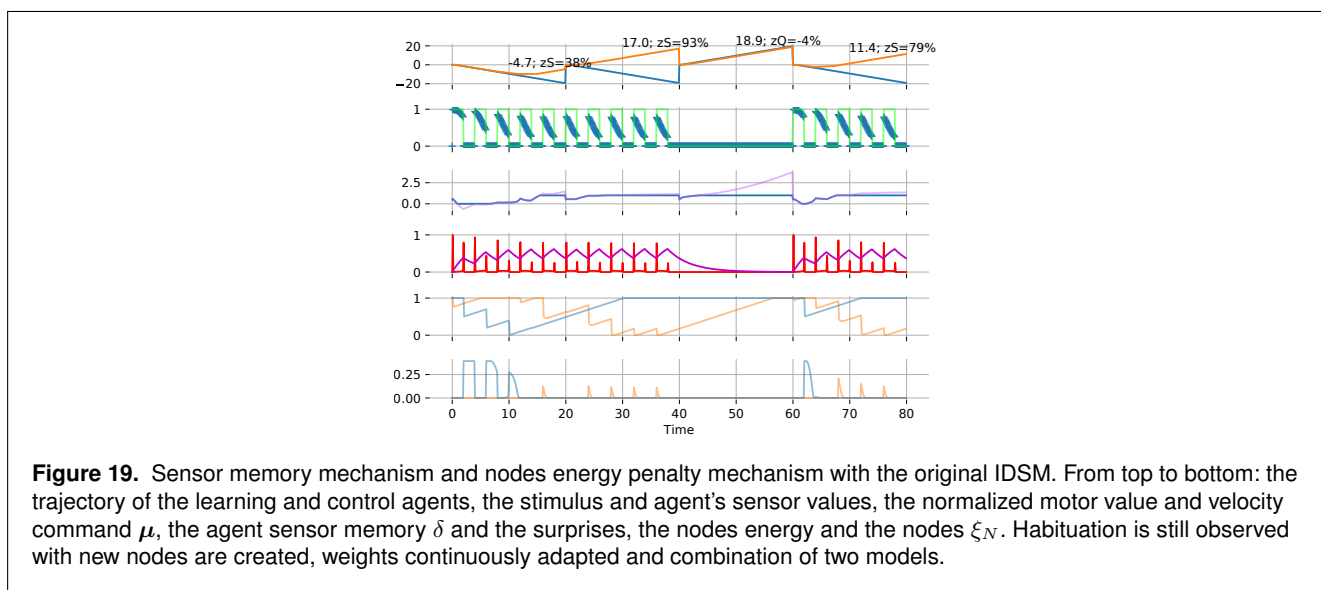 20
0
−20
-4.7; zS=38%
17.0; zS=93%
18.9; zQ=-4%
11.4; zS=79%
1
0
2.5
0.0
1
0
1
0
0.25
0.00
0 10 20 30 40 50 60 70 80
Time
Figure 19. Sensor memory mechanism and nodes energy penalty mechanism with the original IDSM. From top to bottom: the
trajectory of the learning and control agents, the stimulus and agent's sensor values, the normalized motor value and velocity
command μ, the agent sensor memory δ and the surprises, the nodes energy and the nodes ξN. Habituation is still observed
with new nodes are created, weights continuously adapted and combination of two models.